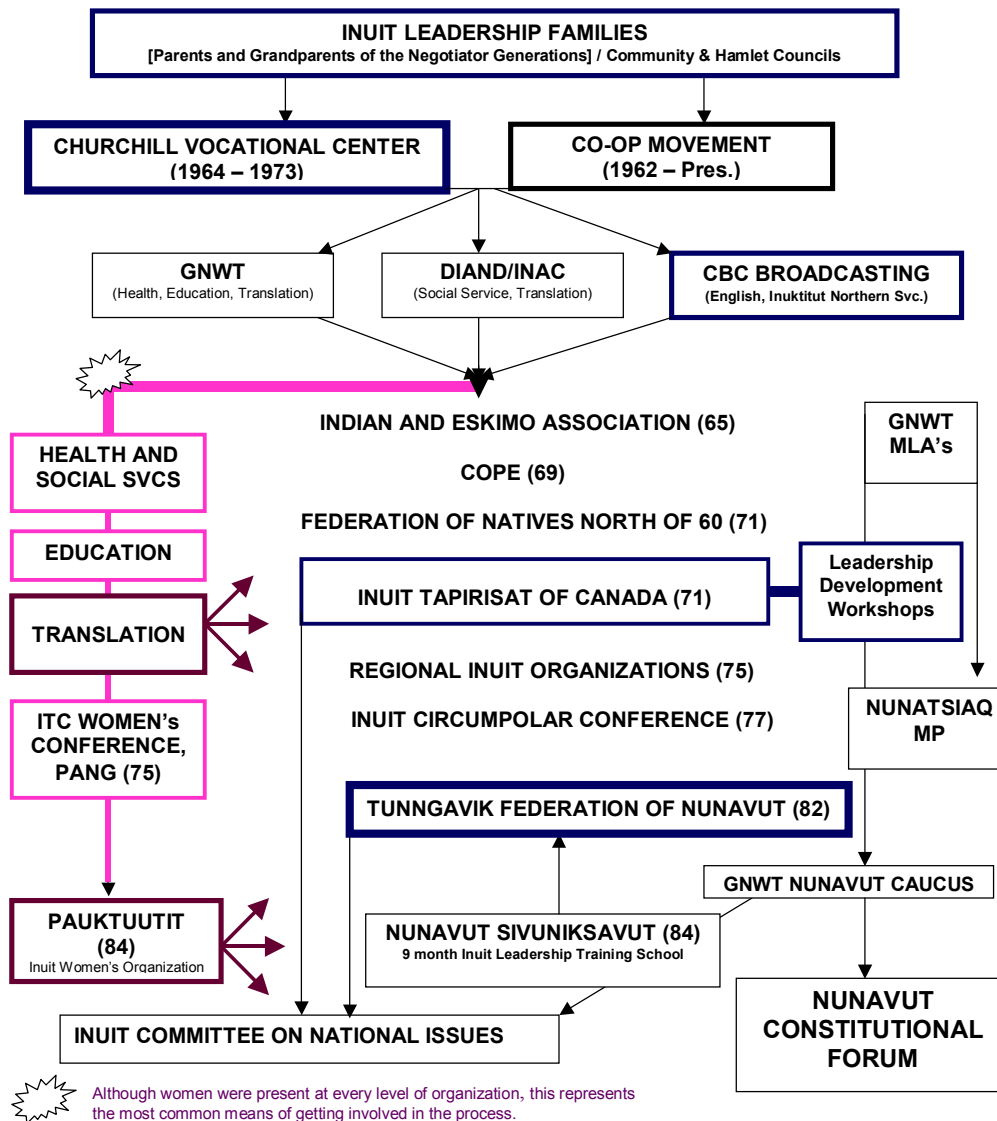 INUIT LEADERSHIP FAMILIES
[Parents and Grandparents of the Negotiator Generations] / Community & Hamlet Councils
CHURCHILL VOCATIONAL CENTER
(1964 – 1973)
CO-OP MOVEMENT
(1962 – Pres.)
GNWT
(Health, Education, Translation)
DIAND/INAC
(Social Service, Translation)
CBC BROADCASTING
(English, Inuktitut Northern Svc.)
INDIAN AND ESKIMO ASSOCIATION (65)
GNWT
MLA's
HEALTH AND
SOCIAL SVCS
COPE (69)
FEDERATION OF NATIVES NORTH OF 60 (71)
EDUCATION
INUIT TAPIRISAT OF CANADA (71)
Leadership
Development
Workshops
TRANSLATION
REGIONAL INUIT ORGANIZATIONS (75)
INUIT CIRCUMPOLAR CONFERENCE (77)
NUNATSIAQ
MP
ITC WOMEN's
CONFERENCE,
PANG (75)
TUNNGAVIK FEDERATION OF NUNAVUT (82)
GNWT NUNAVUT CAUCUS
PAUKTUUTIT
(84)
Inuit Women's Organization
NUNAVUT SIVUNIKSAVUT (84)
9 month Inuit Leadership Training School
INUIT COMMITTEE ON NATIONAL ISSUES
NUNAVUT
CONSTITUTIONAL
FORUM
Although women were present at every level of organization, this represents
the most common means of getting involved in the process.